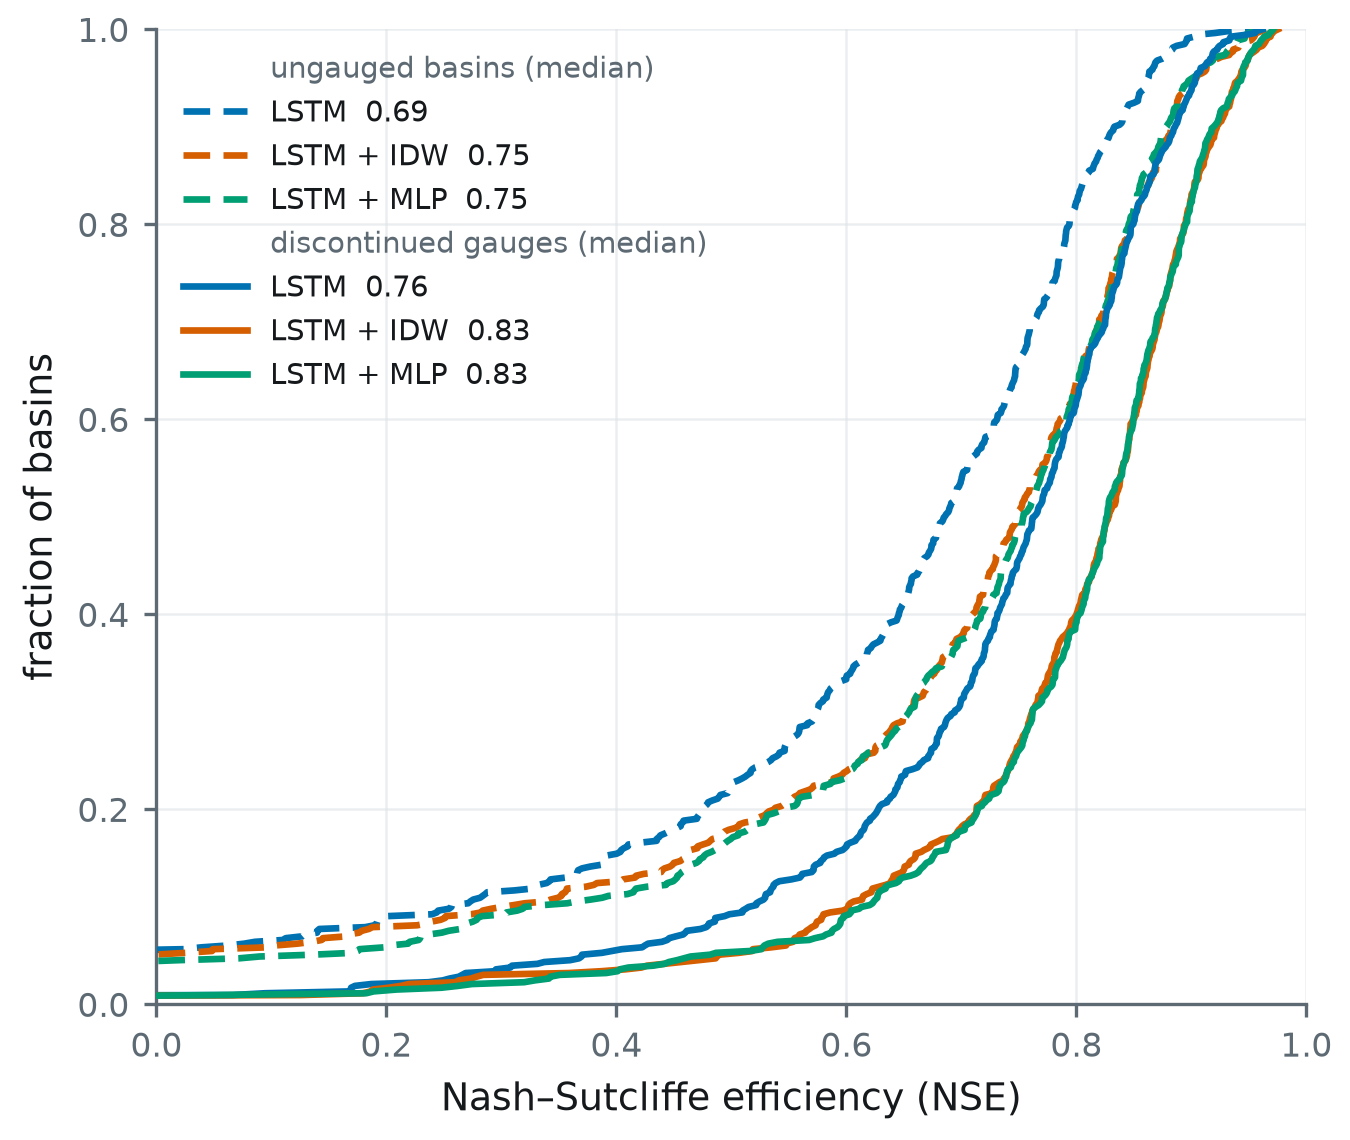 1.0
0.8
0.6
0.4
0.2
0.0
fraction of basins
ungauged basins (median)
LSTM 0.69
LSTM + IDW 0.75
LSTM + MLP 0.75
discontinued gauges (median)
LSTM 0.76
LSTM + IDW 0.83
LSTM + MLP 0.83
0.0 0.2 0.4 0.6 0.8 1.0
Nash–Sutcliffe efficiency (NSE)